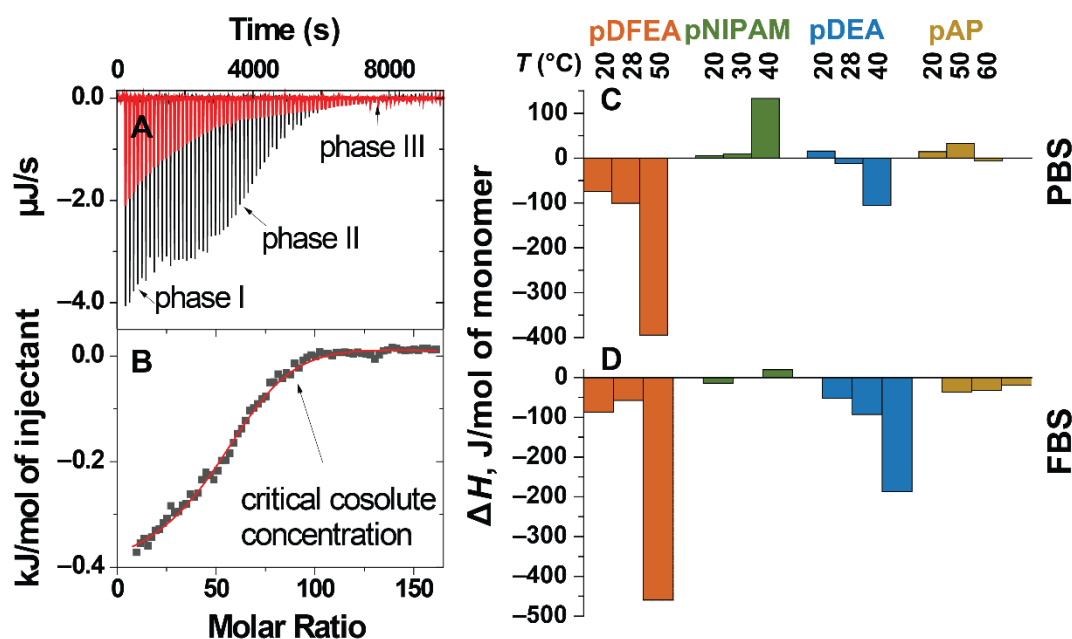 Time (s)
0 4000 8000
0.0
−2.0
−4.0
µJ/s
A
phase I
phase II
phase III
B
0.0
−0.2
−0.4
kJ/mol of injectant
critical cosolute
concentration
0 50 100 150
Molar Ratio
pDFEA pNIPAM pDEA pAP
T (°C) 20 28 50 20 30 40 20 28 40 20 50 60
C
100
0
−100
−200
−300
−400
PBS
ΔH, J/mol of monomer
D
0
−100
−200
−300
−400
−500
FBS